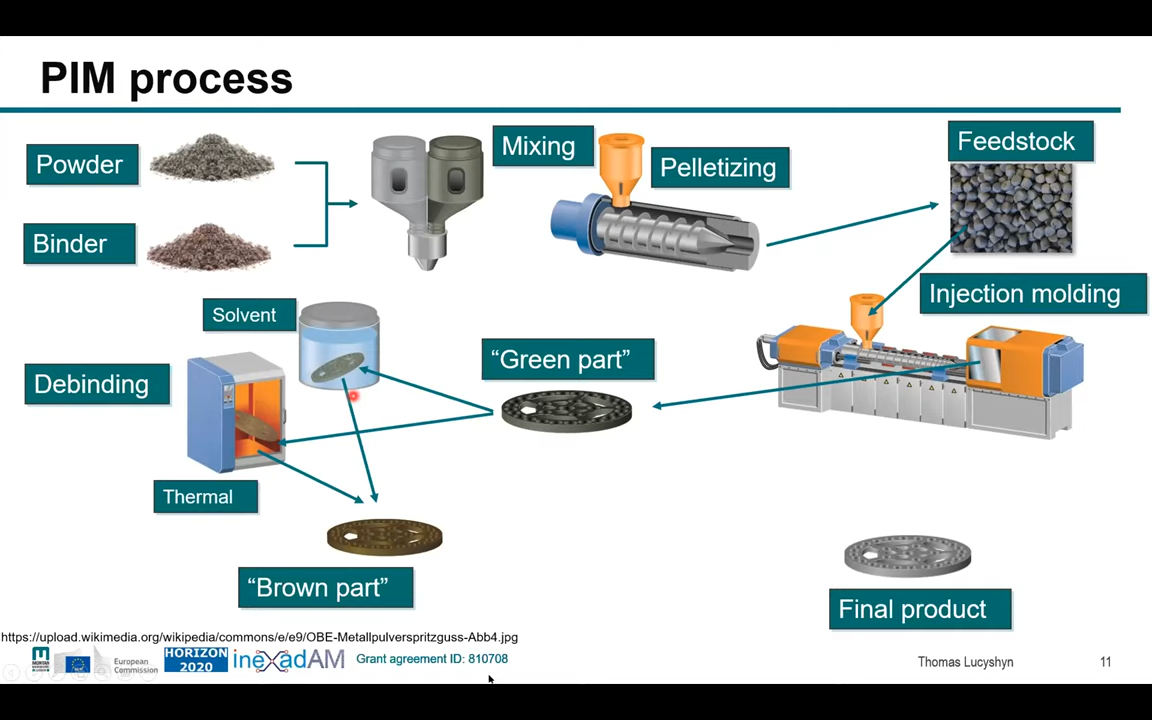 PIM process
Powder
Binder
Mixing
Pelletizing
Feedstock
Injection molding
Solvent
Debinding
"Green part"
Thermal
"Brown part"
Final product
https://upload.wikimedia.org/wikipedia/commons/e/e9/OBE-Metallpulverspritzguss-Abb4.jpg
European
Commission
HORIZON
2020
inexadAM
Grant agreement ID: 810708
Thomas Lucyshyn
11